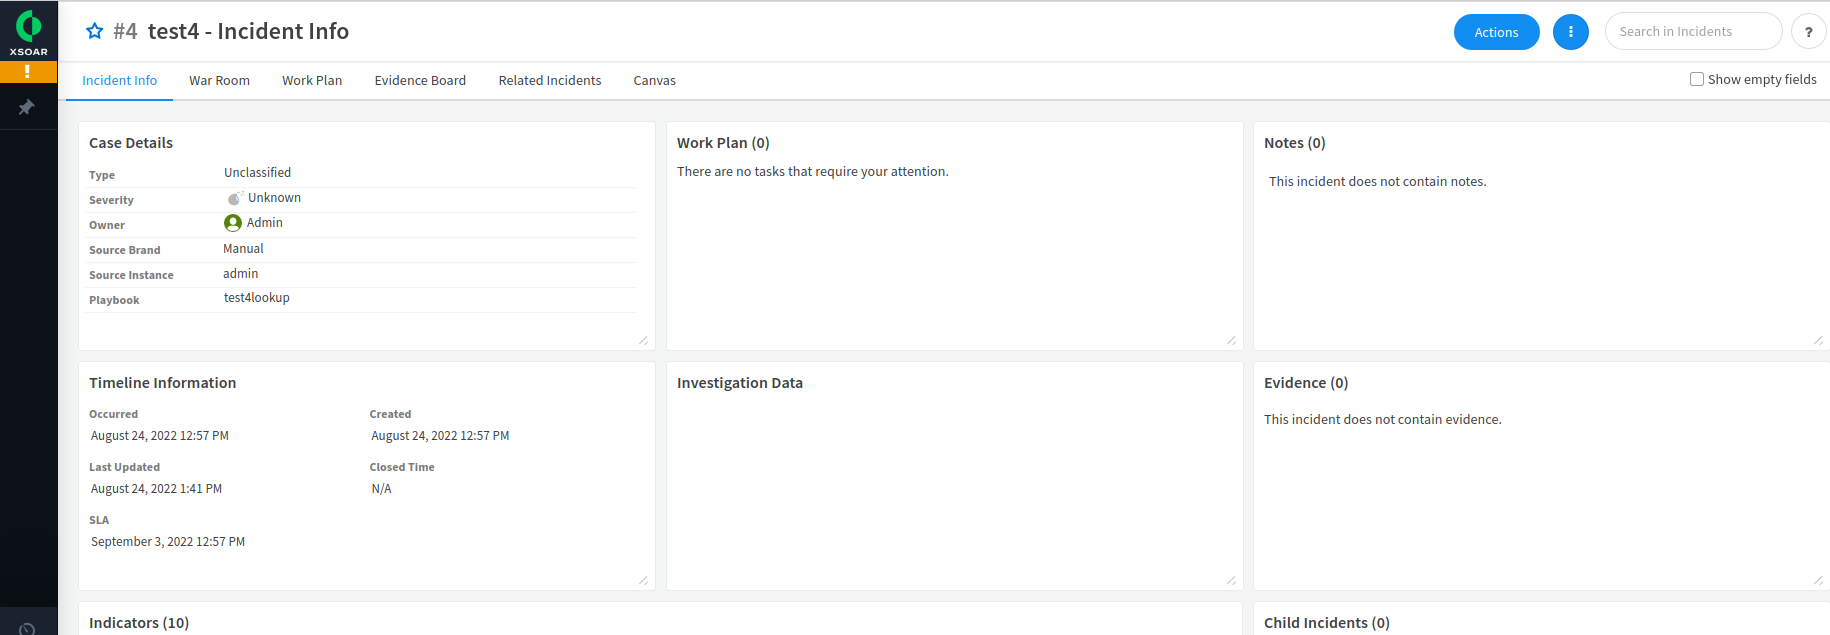 XSOAR
!
#4 test4 - Incident Info
Actions
Search in Incidents
?
Incident Info War Room Work Plan Evidence Board Related Incidents Canvas
Show empty fields
Case Details
Type Unclassified
Severity Unknown
Owner Admin
Source Brand Manual
Source Instance admin
Playbook test4lookup
Work Plan (0)
There are no tasks that require your attention.
Notes (0)
This incident does not contain notes.
Timeline Information
Occurred Created
August 24, 2022 12:57 PM August 24, 2022 12:57 PM
Last Updated Closed Time
August 24, 2022 1:41 PM N/A
SLA
September 3, 2022 12:57 PM
Investigation Data
Evidence (0)
This incident does not contain evidence.
Indicators (10)
Child Incidents (0)